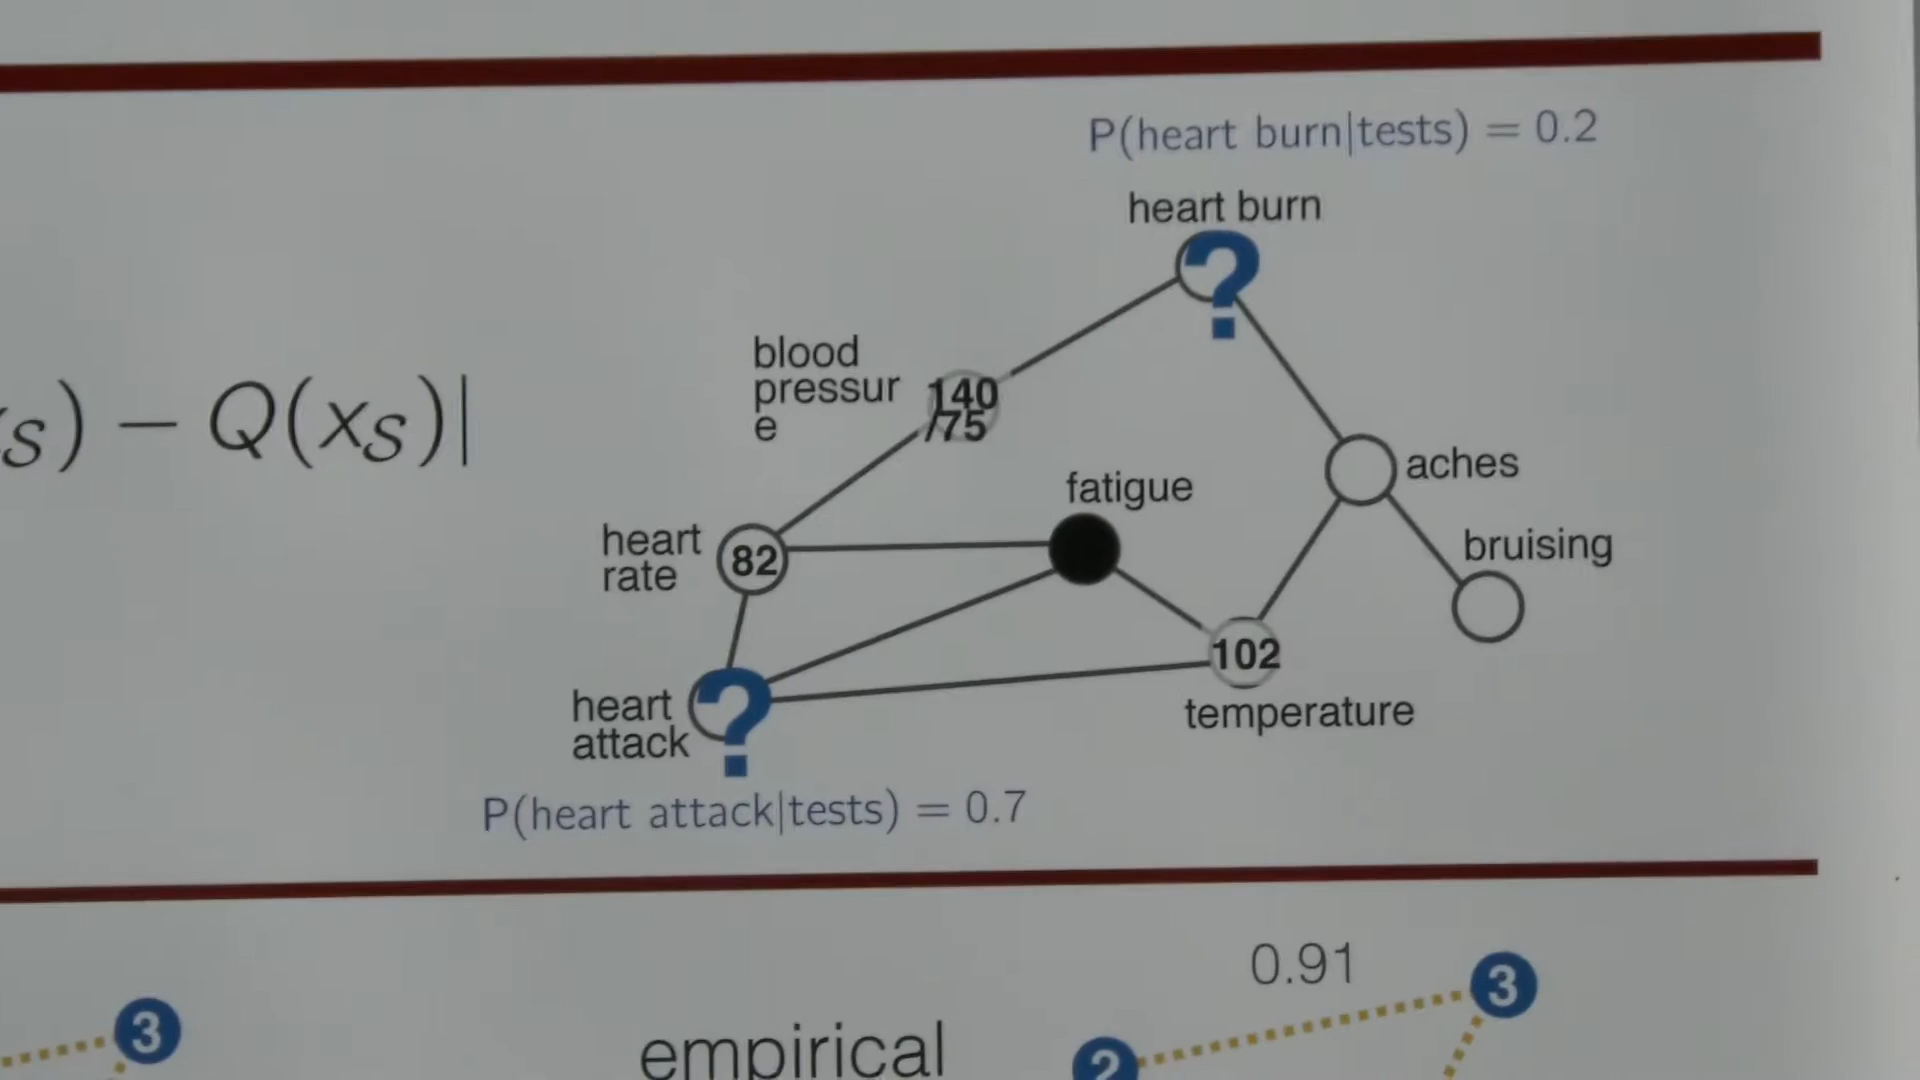 P(heart burn|tests) = 0.2
heart burn
?
blood
pressur
e
140
/75
S) − Q(xS)|
fatigue
aches
heart
rate
82
bruising
102
temperature
heart
attack
?
P(heart attack|tests) = 0.7
0.91
3
3
empirical
2